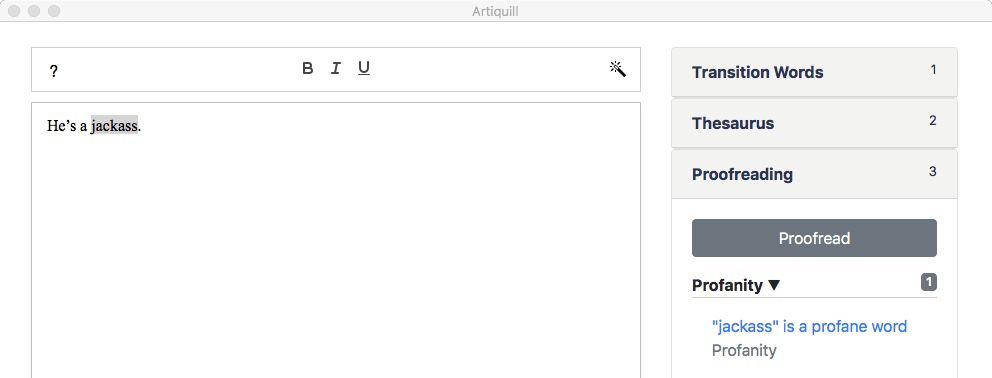 Artiquill
?
B I U
He's a jackass.
Transition Words 1
Thesaurus 2
Proofreading 3
Proofread
Profanity ▼ 1
"jackass" is a profane word
Profanity